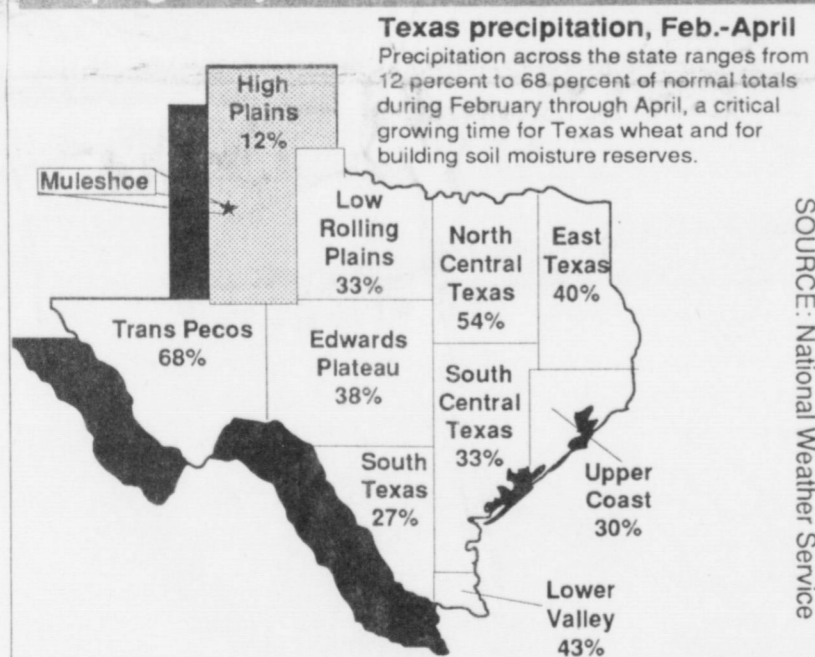 Texas precipitation, Feb.-April
Precipitation across the state ranges from
12 percent to 68 percent of normal totals
during February through April, a critical
growing time for Texas wheat and for
building soil moisture reserves.
High
Plains
12%
Muleshoe
Low
Rolling
Plains
33%
North
Central
Texas
54%
East
Texas
40%
Trans Pecos
68%
Edwards
Plateau
38%
South
Central
Texas
33%
South
Texas
27%
Upper
Coast
30%
Lower
Valley
43%
SOURCE: National Weather Service